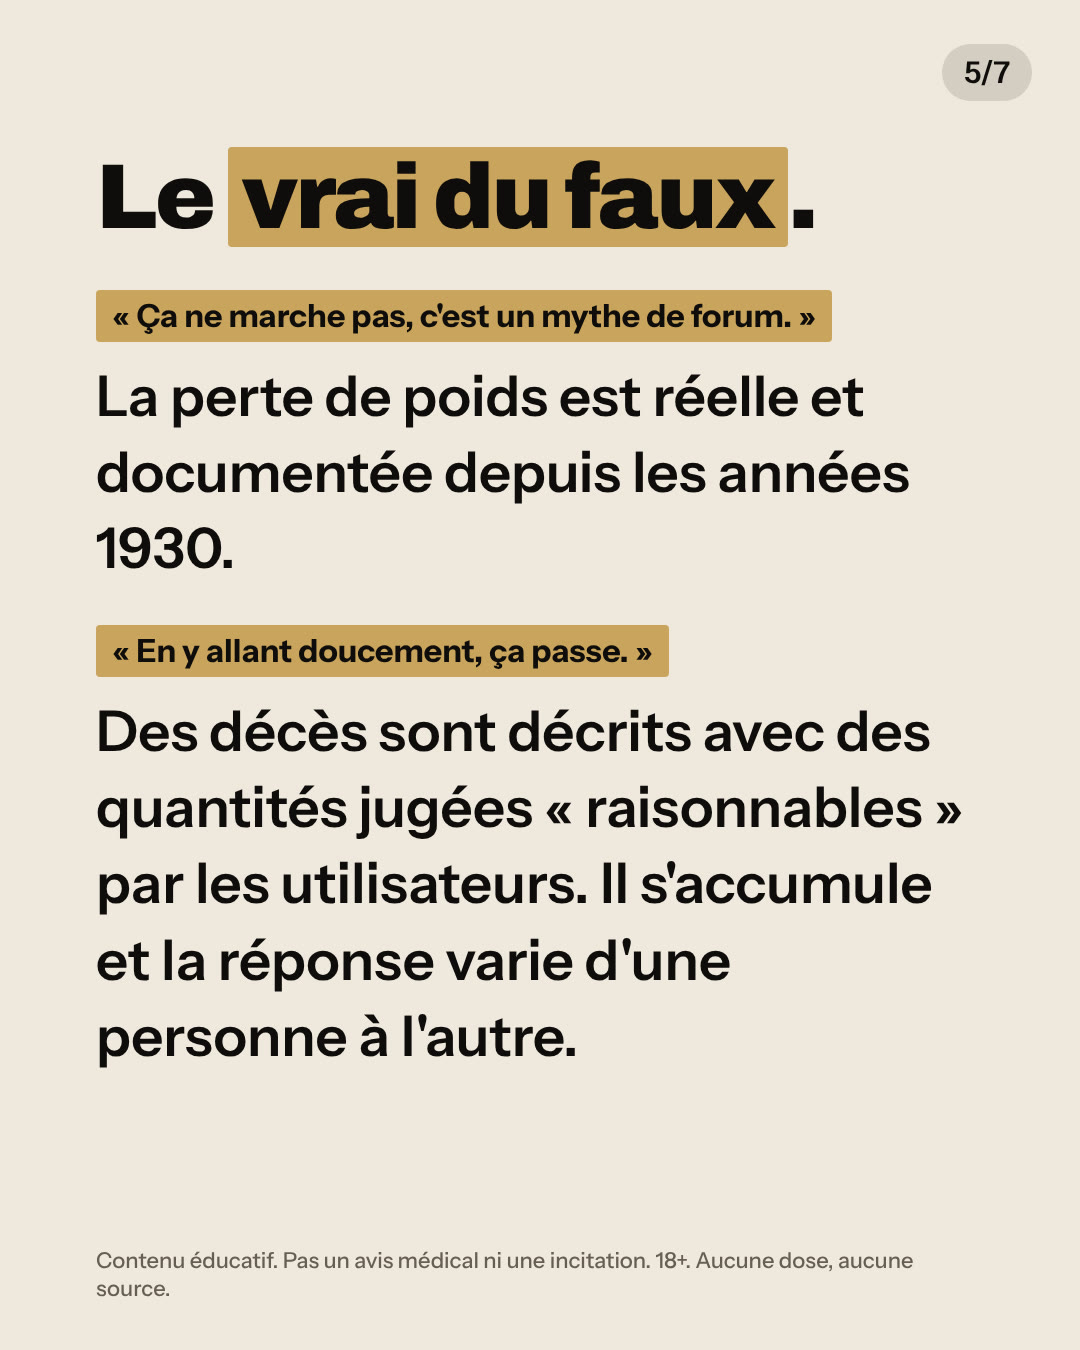 5/7
Le vrai du faux.
« Ça ne marche pas, c'est un mythe de forum. »
La perte de poids est réelle et
documentée depuis les années
1930.
« En y allant doucement, ça passe. »
Des décès sont décrits avec des
quantités jugées « raisonnables »
par les utilisateurs. Il s'accumule
et la réponse varie d'une
personne à l'autre.
Contenu éducatif. Pas un avis médical ni une incitation. 18+. Aucune dose, aucune
source.